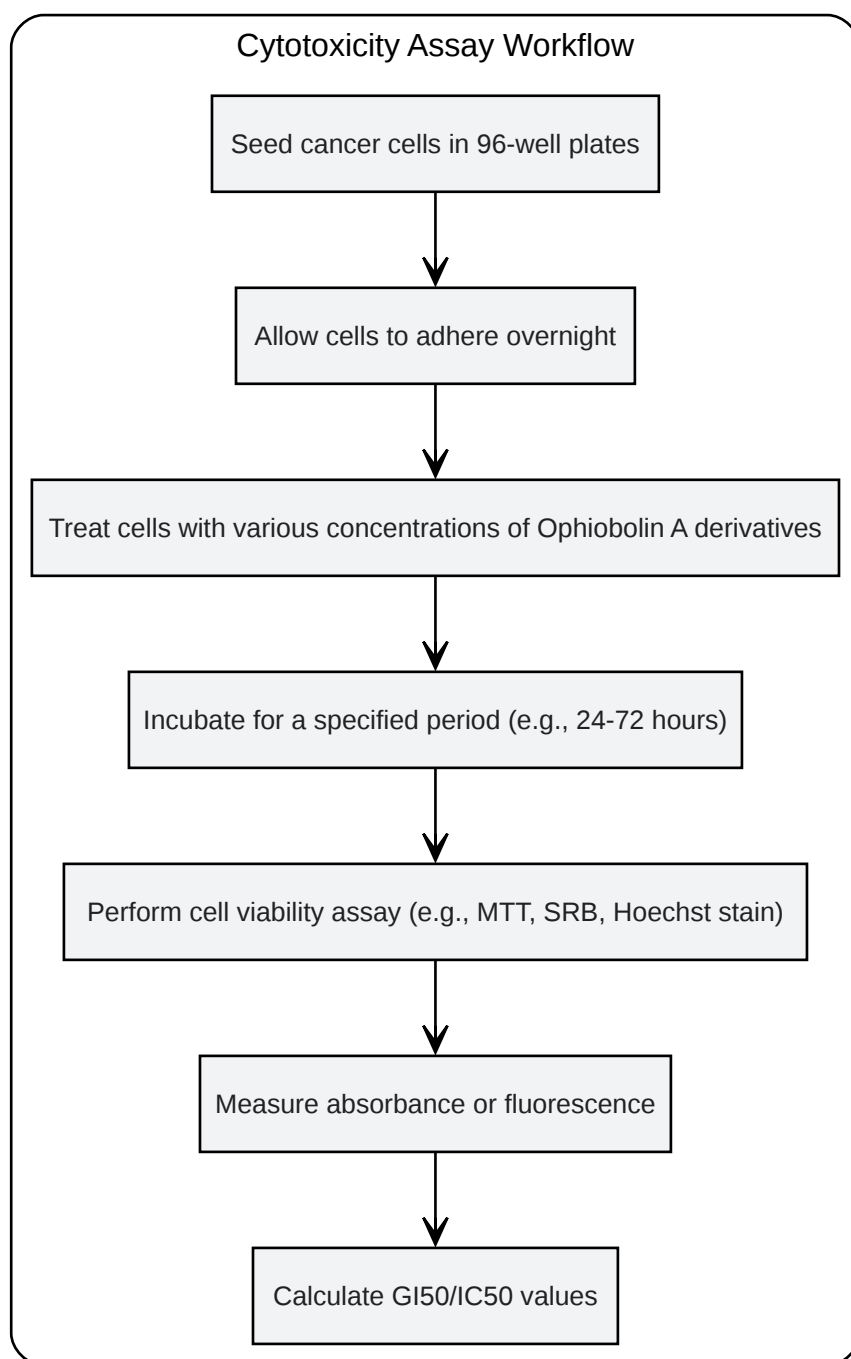 Cytotoxicity Assay Workflow
Seed cancer cells in 96-well plates
Allow cells to adhere overnight
Treat cells with various concentrations of Ophiobolin A derivatives
Incubate for a specified period (e.g., 24-72 hours)
Perform cell viability assay (e.g., MTT, SRB, Hoechst stain)
Measure absorbance or fluorescence
Calculate GI50/IC50 values